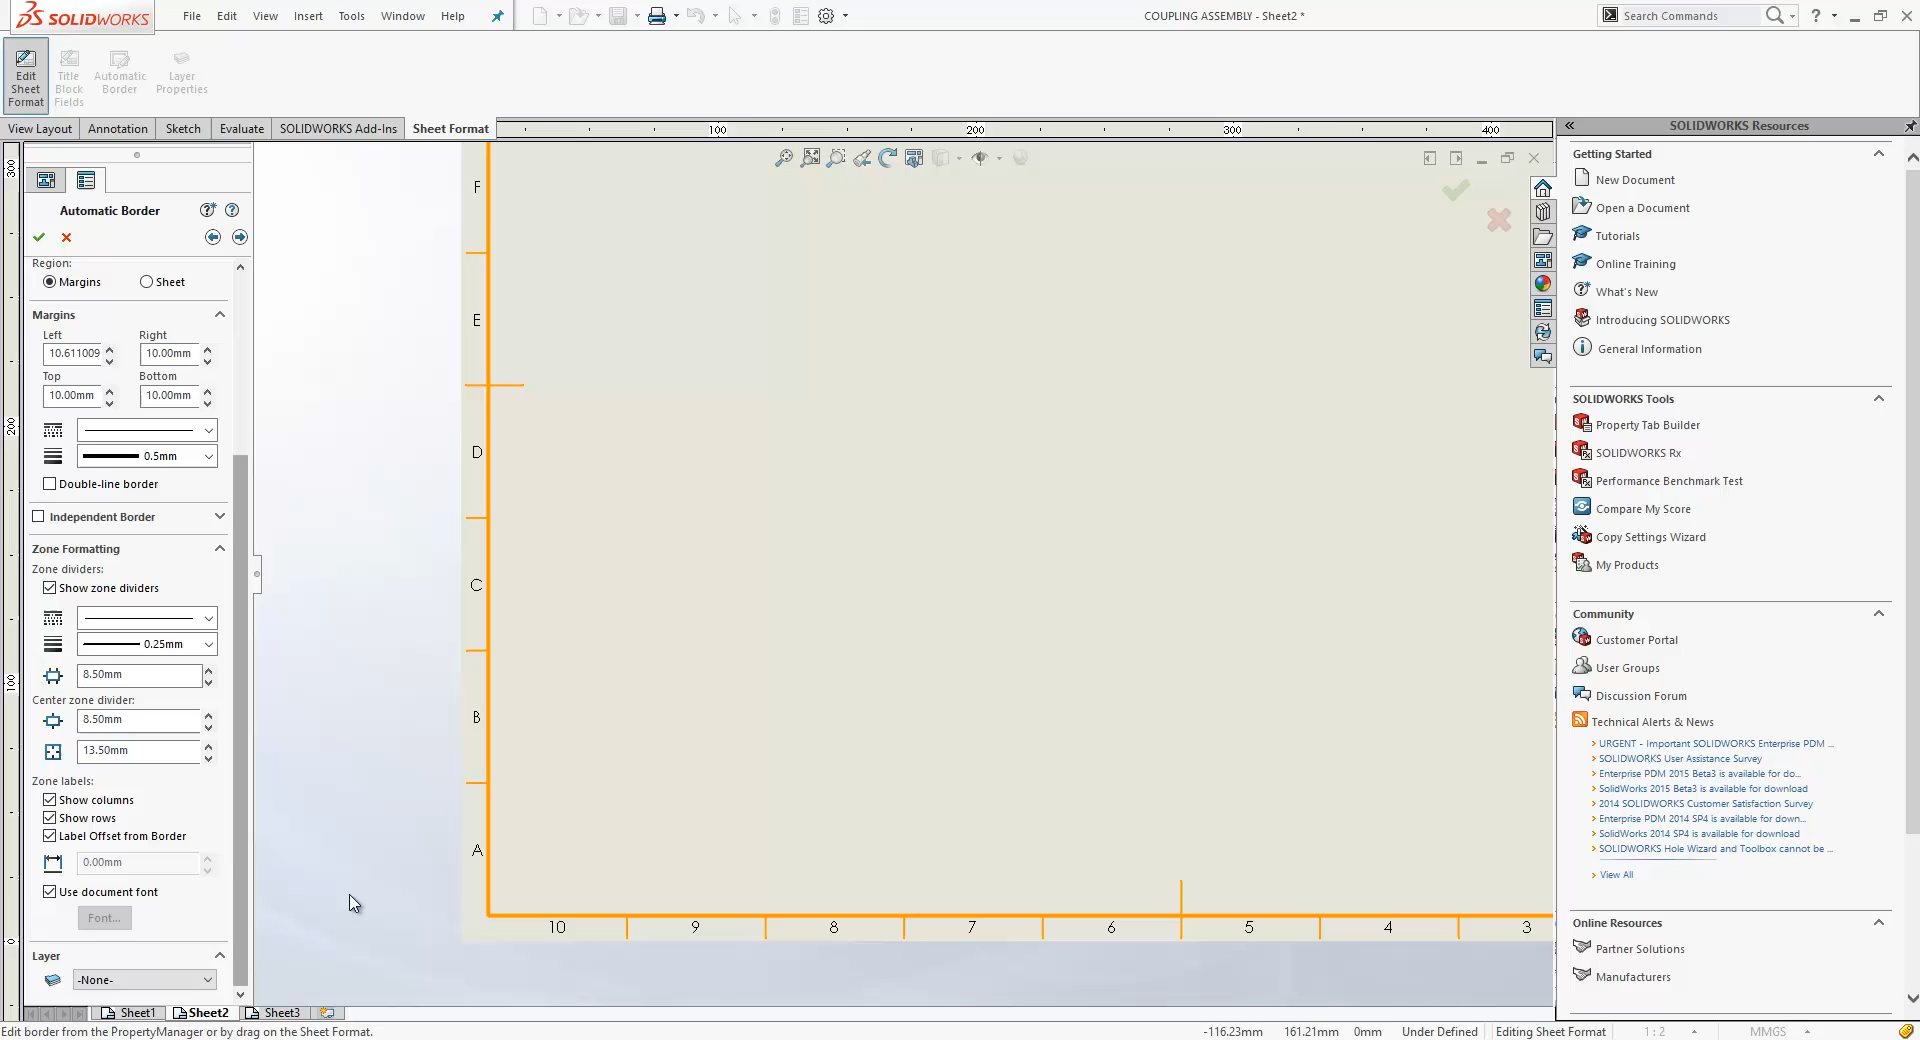 SOLIDWORKS
File Edit View Insert Tools Window Help
COUPLING ASSEMBLY - Sheet2 *
Search Commands
Edit Sheet Format
Title Block Fields
Automatic Border
Layer Properties
View Layout Annotation Sketch Evaluate SOLIDWORKS Add-Ins Sheet Format
100 200 300 400
300
200
100
0
Automatic Border
Region:
Margins Sheet
Margins
Left Right
10.611009 10.00mm
Top Bottom
10.00mm 10.00mm
0.5mm
Double-line border
Independent Border
Zone Formatting
Zone dividers:
Show zone dividers
0.25mm
8.50mm
Center zone divider:
8.50mm
13.50mm
Zone labels:
Show columns
Show rows
Label Offset from Border
0.00mm
Use document font
Font...
Layer
-None-
F
E
D
C
B
A
10 9 8 7 6 5 4 3
SOLIDWORKS Resources
Getting Started
New Document
Open a Document
Tutorials
Online Training
What's New
Introducing SOLIDWORKS
General Information
SOLIDWORKS Tools
Property Tab Builder
SOLIDWORKS Rx
Performance Benchmark Test
Compare My Score
Copy Settings Wizard
My Products
Community
Customer Portal
User Groups
Discussion Forum
Technical Alerts & News
URGENT - Important SOLIDWORKS Enterprise PDM ...
SOLIDWORKS User Assistance Survey
Enterprise PDM 2015 Beta3 is available for do...
SolidWorks 2015 Beta3 is available for download
2014 SOLIDWORKS Customer Satisfaction Survey
Enterprise PDM 2014 SP4 is available for down...
SolidWorks 2014 SP4 is available for download
SOLIDWORKS Hole Wizard and Toolbox cannot be ...
View All
Online Resources
Partner Solutions
Manufacturers
Sheet1 Sheet2 Sheet3
Edit border from the PropertyManager or by drag on the Sheet Format.
-116.23mm 161.21mm 0mm Under Defined Editing Sheet Format 1 : 2 MMGS